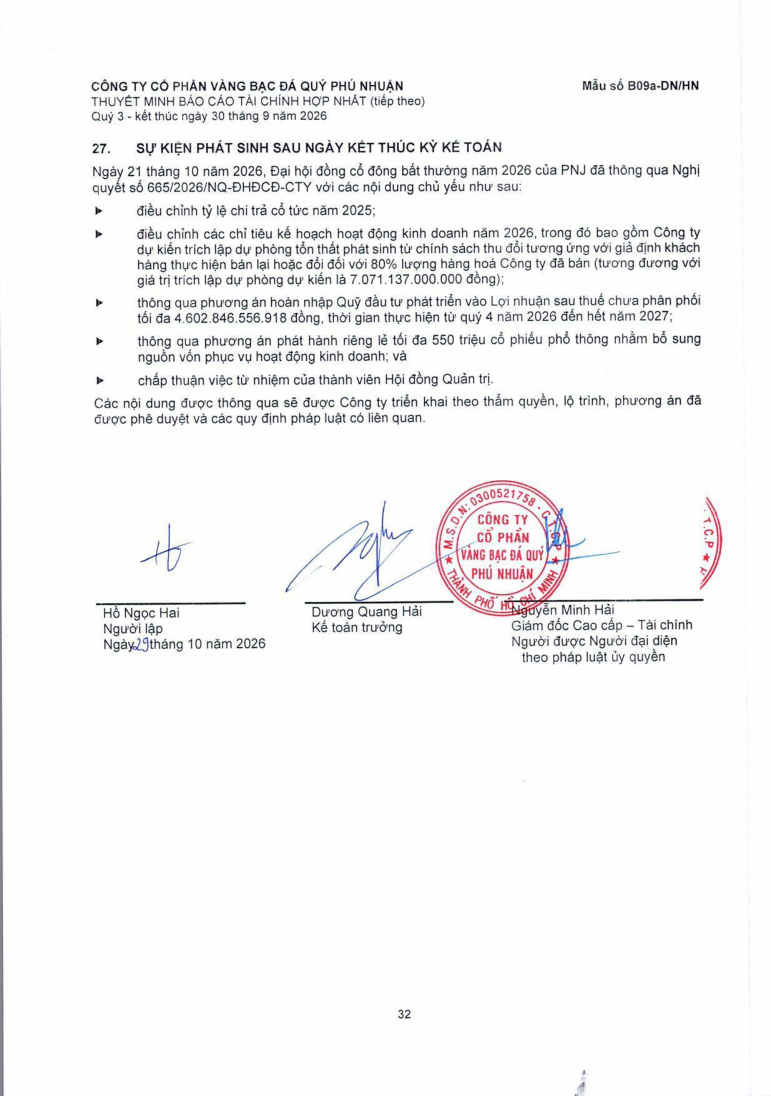 CÔNG TY CỔ PHẦN VÀNG BẠC ĐÁ QUÝ PHÚ NHUẬN
Mẫu số B09a-DN/HN
THUYẾT MINH BÁO CÁO TÀI CHÍNH HỢP NHẤT (tiếp theo)
Quý 3 - kết thúc ngày 30 tháng 9 năm 2026
27. SỰ KIỆN PHÁT SINH SAU NGÀY KẾT THÚC KỲ KẾ TOÁN
Ngày 21 tháng 10 năm 2026, Đại hội đồng cổ đông bất thường năm 2026 của PNJ đã thông qua Nghị
quyết số 665/2026/NQ-ĐHĐCĐ-CTY với các nội dung chủ yếu như sau:
điều chỉnh tỷ lệ chi trả cổ tức năm 2025;
điều chỉnh các chỉ tiêu kế hoạch hoạt động kinh doanh năm 2026, trong đó bao gồm Công ty
dự kiến trích lập dự phòng tổn thất phát sinh từ chính sách thu đổi tương ứng với giả định khách
hàng thực hiện bán lại hoặc đổi đối với 80% lượng hàng hoá Công ty đã bán (tương đương với
giá trị trích lập dự phòng dự kiến là 7.071.137.000.000 đồng);
thông qua phương án hoàn nhập Quỹ đầu tư phát triển vào Lợi nhuận sau thuế chưa phân phối
tối đa 4.602.846.556.918 đồng, thời gian thực hiện từ quý 4 năm 2026 đến hết năm 2027;
thông qua phương án phát hành riêng lẻ tối đa 550 triệu cổ phiếu phổ thông nhằm bổ sung
nguồn vốn phục vụ hoạt động kinh doanh; và
chấp thuận việc từ nhiệm của thành viên Hội đồng Quản trị.
Các nội dung được thông qua sẽ được Công ty triển khai theo thẩm quyền, lộ trình, phương án đã
được phê duyệt và các quy định pháp luật có liên quan.
M.S.D.N: 0300521758 - C.T.C.P
CÔNG TY
CỔ PHẦN
VÀNG BẠC ĐÁ QUÝ
PHÚ NHUẬN
THÀNH PHỐ HỒ CHÍ MINH
T.C.P
Hồ Ngọc Hai
Người lập
Ngày 29 tháng 10 năm 2026
Dương Quang Hải
Kế toán trưởng
Nguyễn Minh Hải
Giám đốc Cao cấp – Tài chính
Người được Người đại diện
theo pháp luật ủy quyền
32